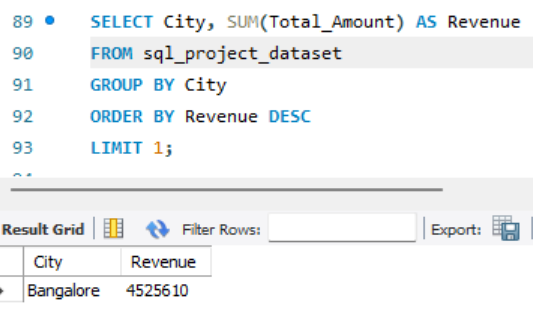 89 SELECT City, SUM(Total_Amount) AS Revenue
90 FROM sql_project_dataset
91 GROUP BY City
92 ORDER BY Revenue DESC
93 LIMIT 1;
Result Grid Filter Rows: Export:
City Revenue
Bangalore 4525610